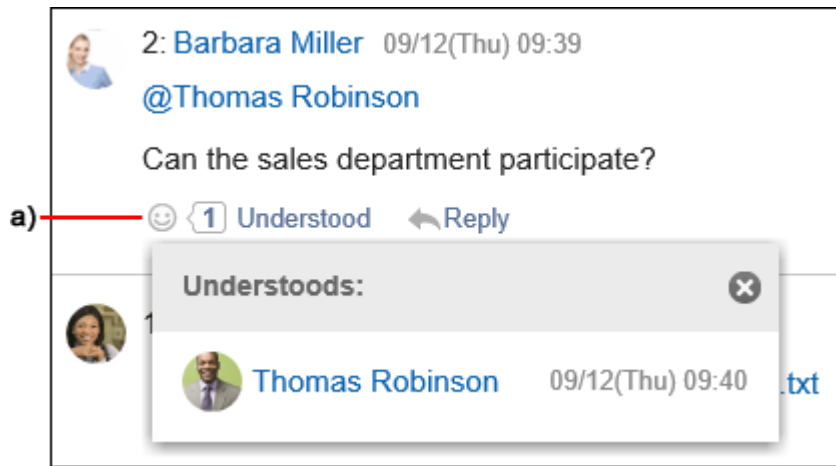 2: Barbara Miller 09/12(Thu) 09:39
@Thomas Robinson
Can the sales department participate?
a) 1 Understood Reply
Understoods:
1
Thomas Robinson 09/12(Thu) 09:40
.txt